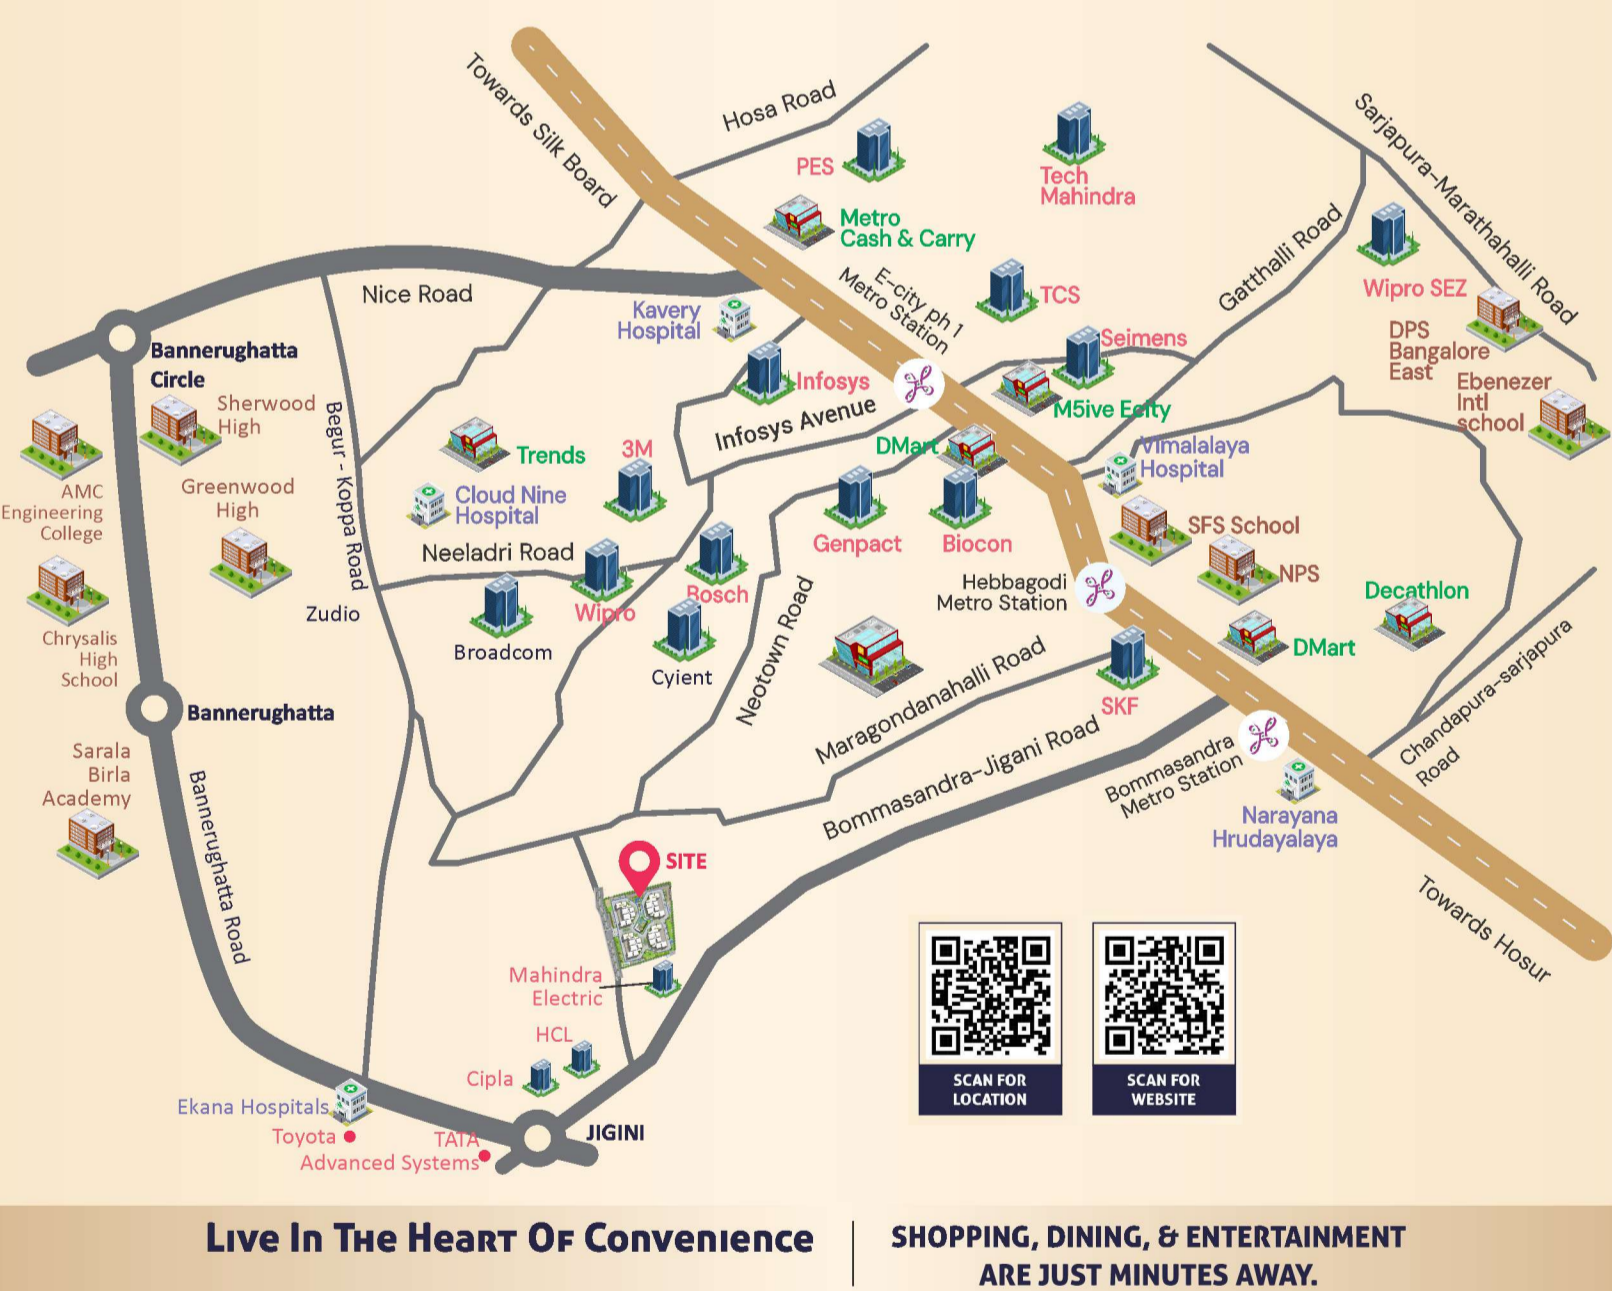 Towards Silk Board
Hosa Road
PES
Tech
Mahindra
Metro
Cash & Carry
Sarjapura-Marathahalli Road
Gatthalli Road
Wipro SEZ
DPS
Bangalore
East
Ebenezer
Intl
school
E-city ph 1
Metro Station
TCS
Seimens
M5ive Ecity
Nice Road
Kavery
Hospital
Infosys
Infosys Avenue
DMart
Bannerughatta
Circle
Sherwood
High
Begur - Koppa Road
Trends
3M
Cloud Nine
Hospital
Neeladri Road
AMC
Engineering
College
Greenwood
High
Vimalalaya
Hospital
SFS School
NPS
Genpact
Biocon
Hebbagodi
Metro Station
Decathlon
DMart
Zudio
Wipro
Bosch
Broadcom
Cyient
Neotown Road
Maragondanahalli Road
SKF
Chrysalis
High
School
Bannerughatta
Sarala
Birla
Academy
Bannerughatta Road
Bommasandra-Jigani Road
Bommasandra
Metro Station
Chandapura-sarjapura
Road
Narayana
Hrudayalaya
Towards Hosur
SITE
Mahindra
Electric
HCL
Cipla
Ekana Hospitals
Toyota
TATA
Advanced Systems
JIGINI
SCAN FOR
LOCATION
SCAN FOR
WEBSITE
Live In The Heart Of Convenience
SHOPPING, DINING, & ENTERTAINMENT
ARE JUST MINUTES AWAY.